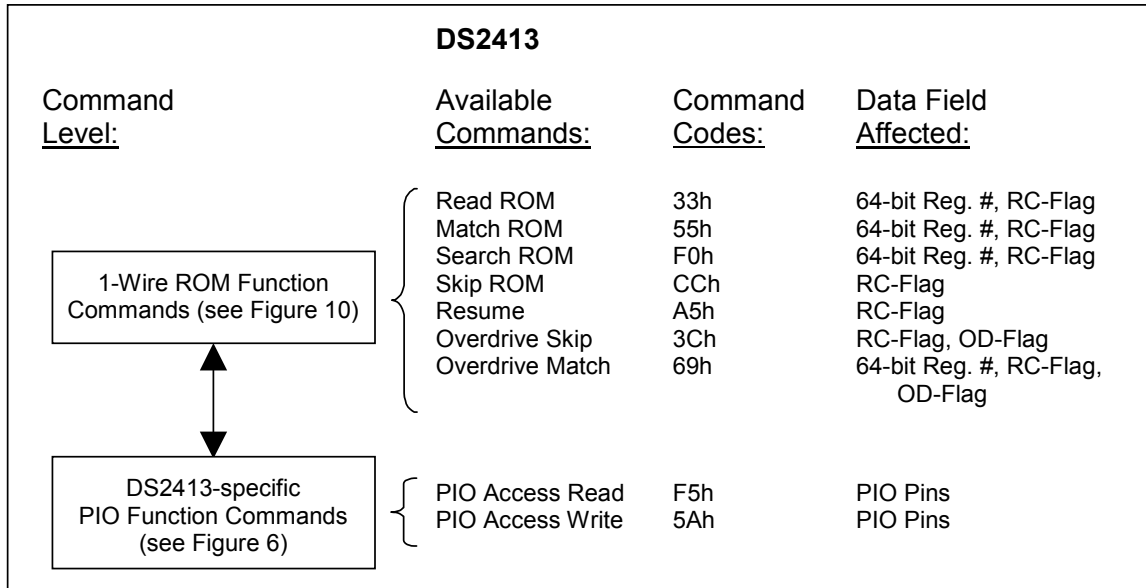 DS2413
Command Level:
Available Commands:
Command Codes:
Data Field Affected:
1-Wire ROM Function
Commands (see Figure 10)
Read ROM 33h 64-bit Reg. #, RC-Flag
Match ROM 55h 64-bit Reg. #, RC-Flag
Search ROM F0h 64-bit Reg. #, RC-Flag
Skip ROM CCh RC-Flag
Resume A5h RC-Flag
Overdrive Skip 3Ch RC-Flag, OD-Flag
Overdrive Match 69h 64-bit Reg. #, RC-Flag,
OD-Flag
DS2413-specific
PIO Function Commands
(see Figure 6)
PIO Access Read F5h PIO Pins
PIO Access Write 5Ah PIO Pins